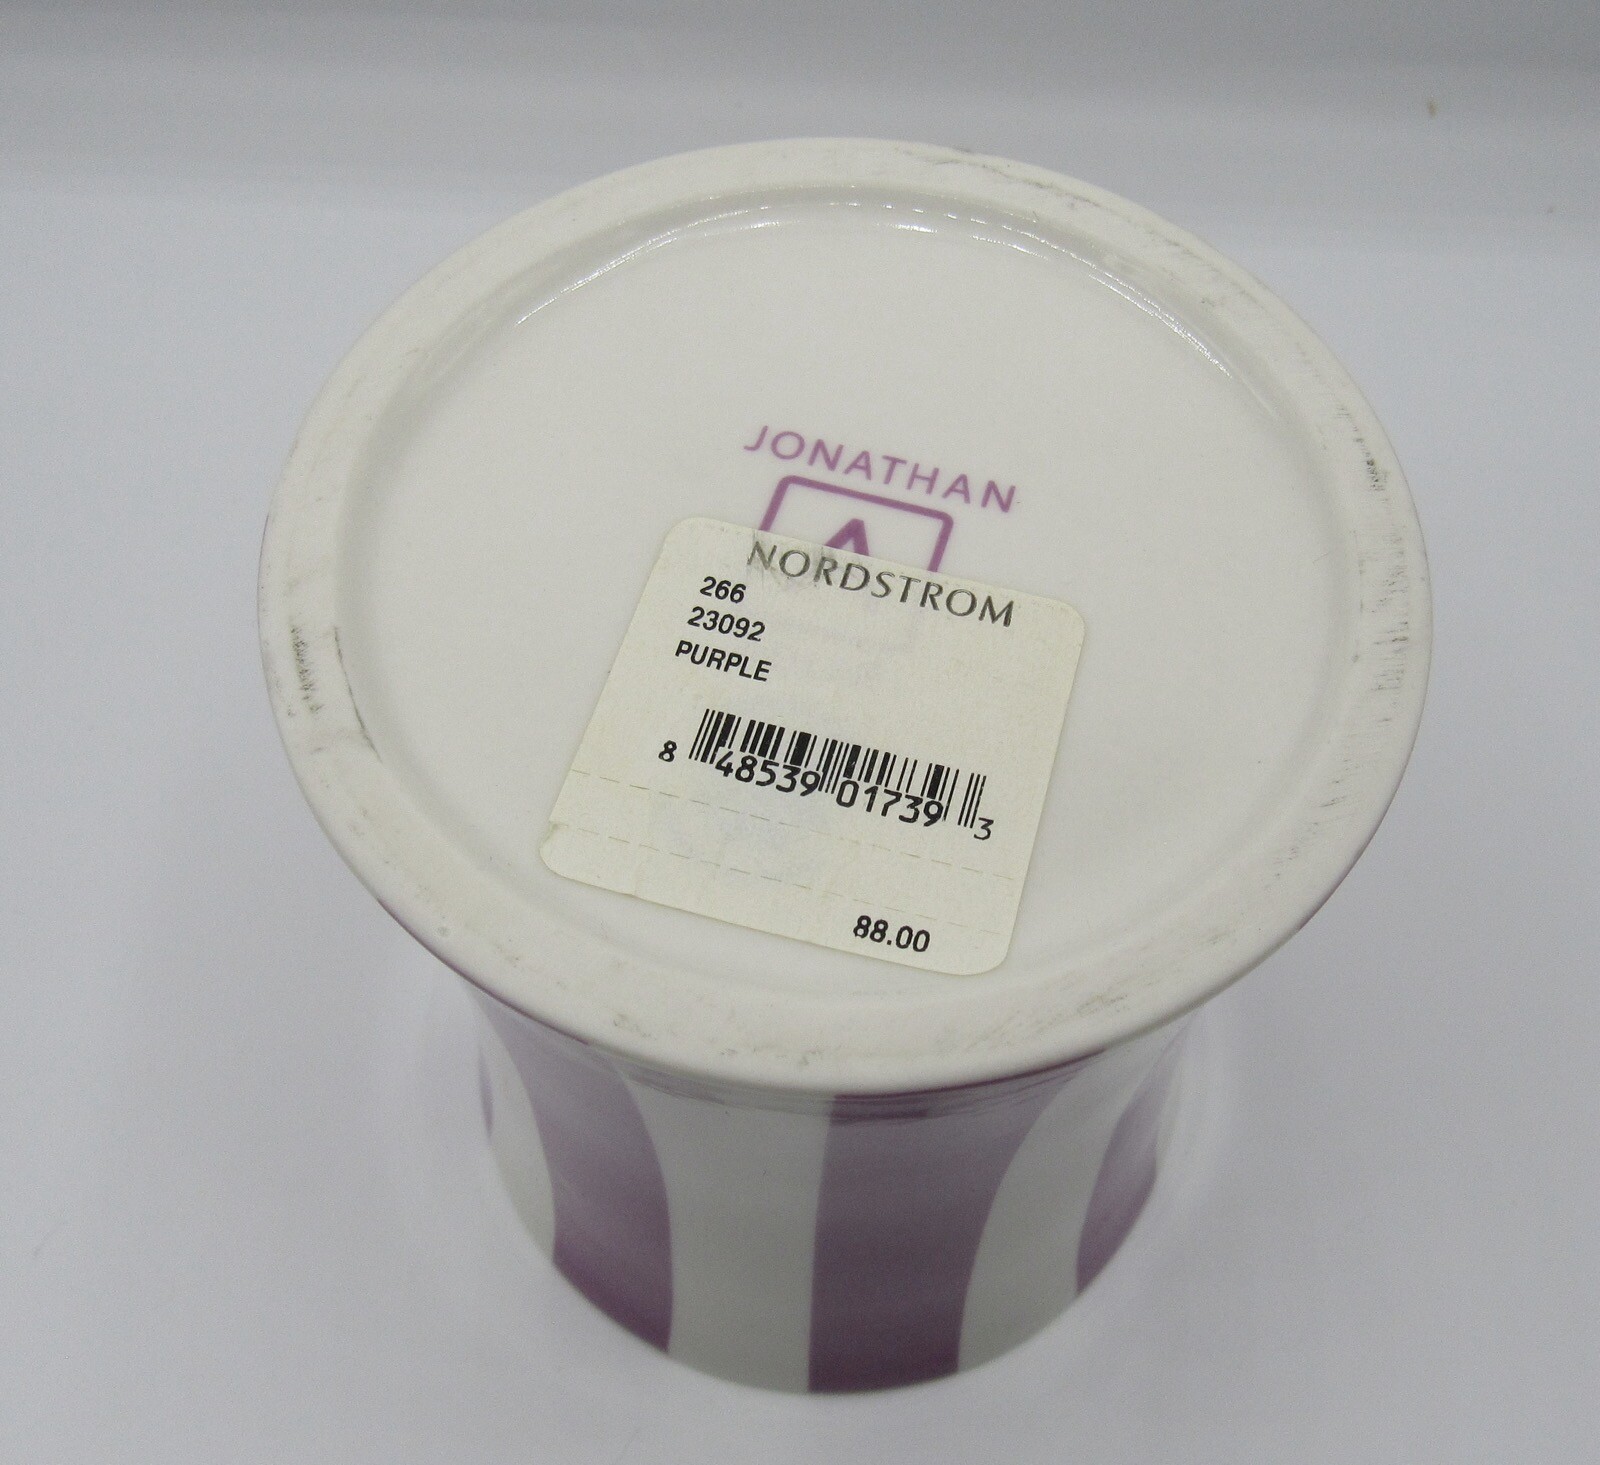 JONATHAN
A
NORDSTROM
266
23092
PURPLE
8 48539 01739 3
88.00